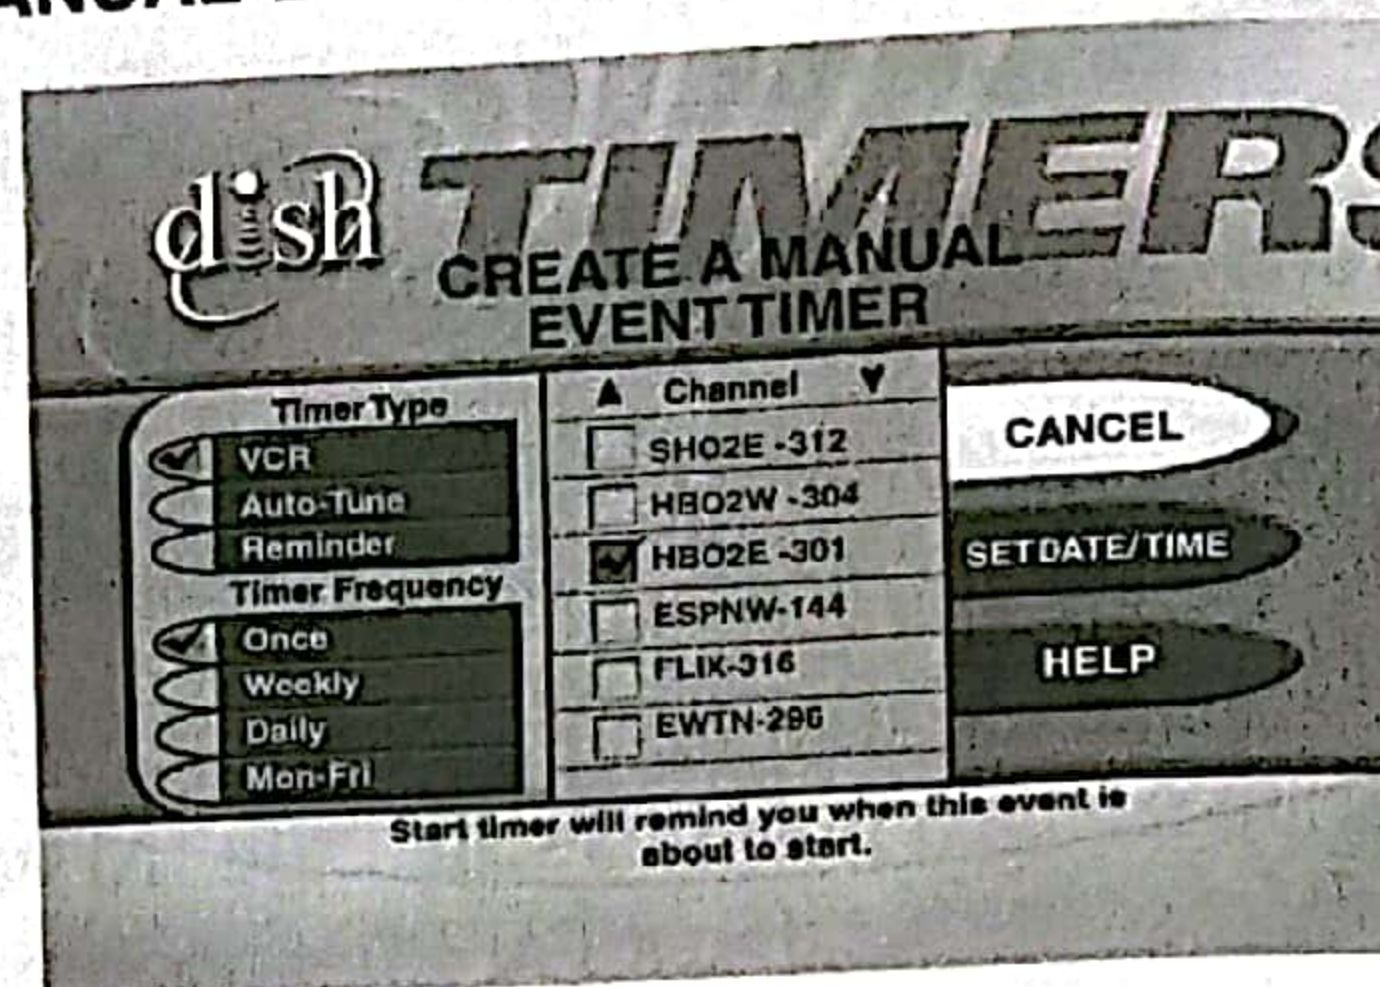 dish TIMERS
CREATE A MANUAL
EVENT TIMER
Timer Type
VCR
Auto-Tune
Reminder
Timer Frequency
Once
Weekly
Daily
Mon-Fri
Channel
SHO2E -312
HBO2W -304
HBO2E -301
ESPNW-144
FLIX-316
EWTN-296
CANCEL
SET DATE/TIME
HELP
Start timer will remind you when this event is
about to start.